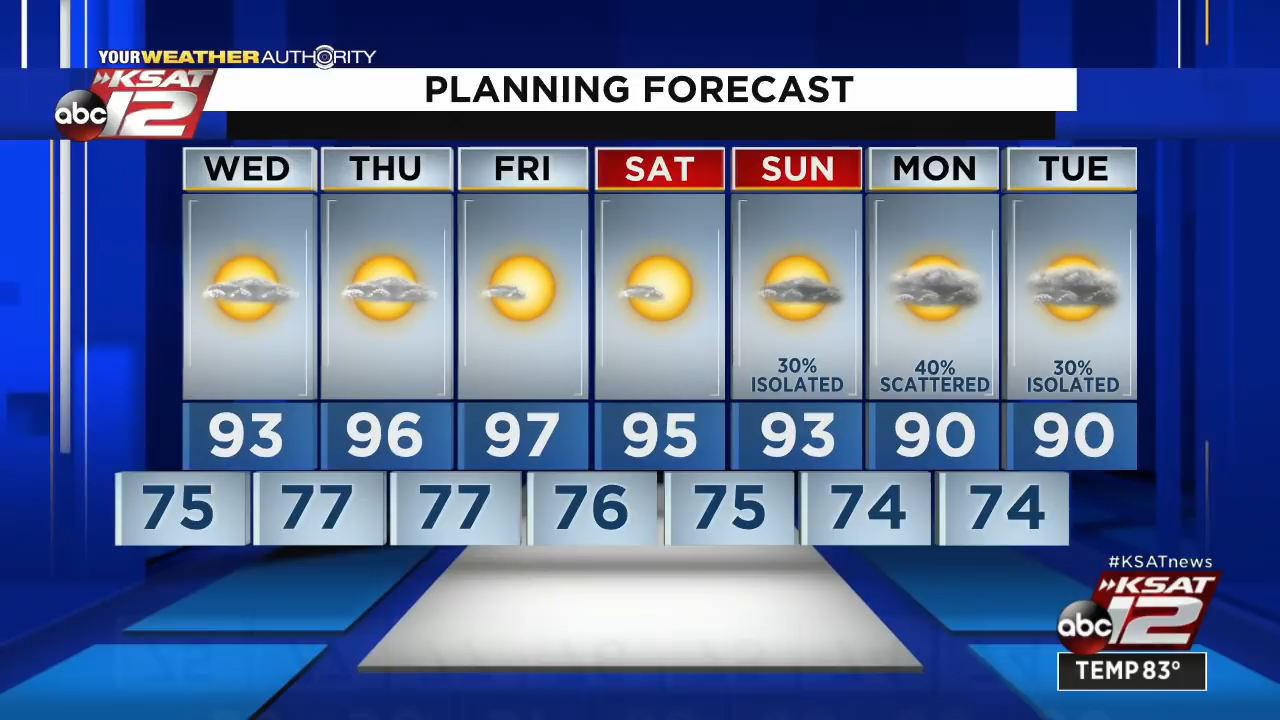 YOURWEATHERAUTHORITY
KSAT
abc 12
PLANNING FORECAST
WED THU FRI SAT SUN MON TUE
30% 40% 30%
ISOLATED SCATTERED ISOLATED
93 96 97 95 93 90 90
75 77 77 76 75 74 74
#KSATnews
KSAT
abc 12
TEMP 83°